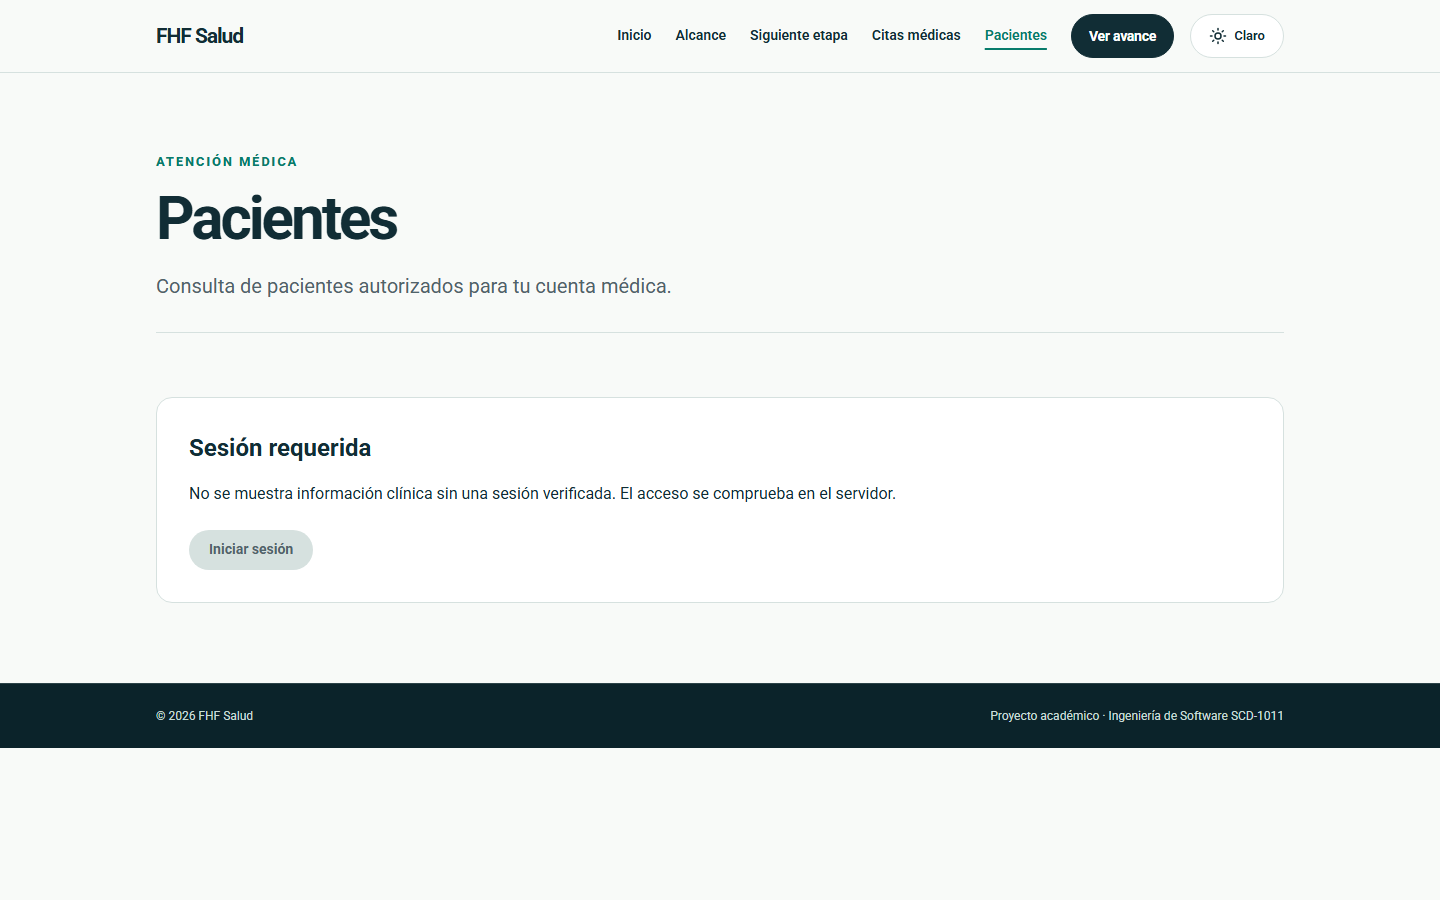 FHF Salud
Inicio
Alcance
Siguiente etapa
Citas médicas
Pacientes
Ver avance
Claro
ATENCIÓN MÉDICA
Pacientes
Consulta de pacientes autorizados para tu cuenta médica.
Sesión requerida
No se muestra información clínica sin una sesión verificada. El acceso se comprueba en el servidor.
Iniciar sesión
© 2026 FHF Salud
Proyecto académico · Ingeniería de Software SCD-1011